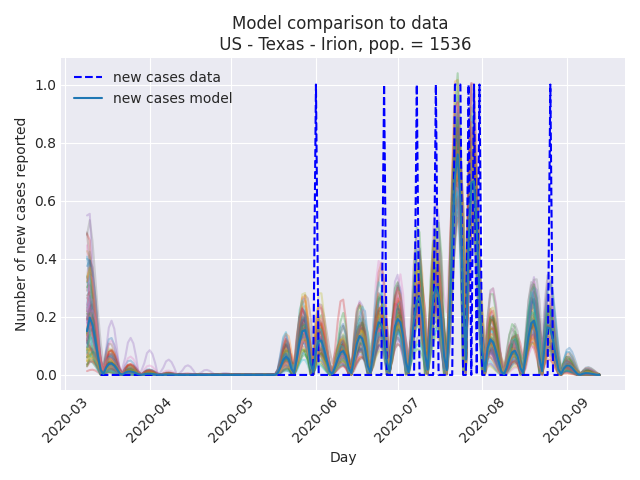 Model comparison to data
US - Texas - Irion, pop. = 1536
new cases data
new cases model
Number of new cases reported
1.0
0.8
0.6
0.4
0.2
0.0
2020-03
2020-04
2020-05
2020-06
2020-07
2020-08
2020-09
Day